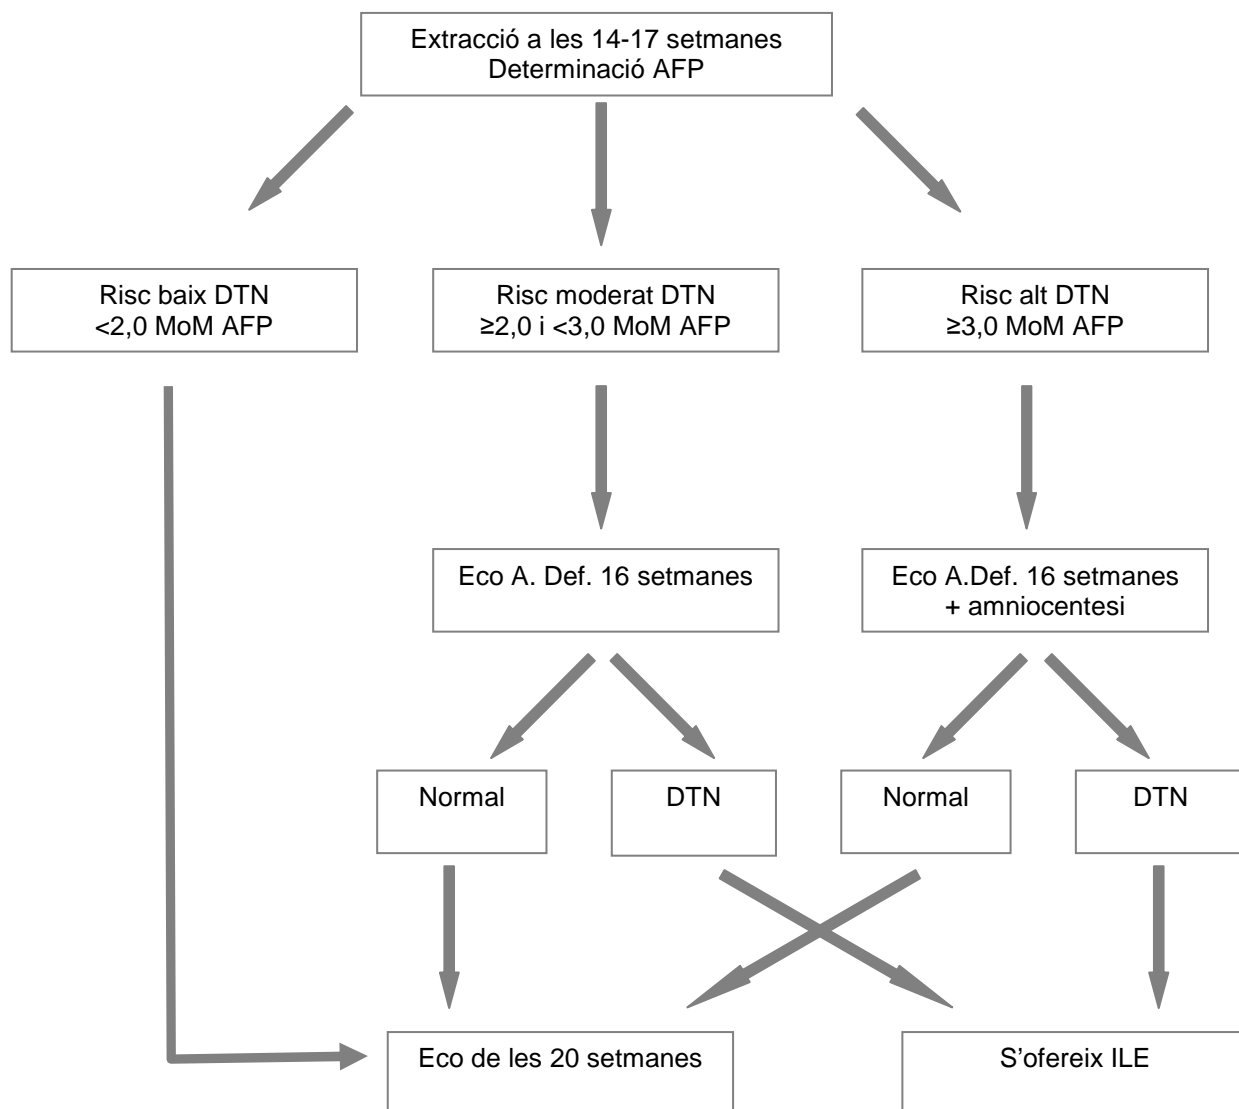 Extracció a les 14-17 setmanes
Determinació AFP
Risc baix DTN
<2,0 MoM AFP
Risc moderat DTN
≥2,0 i <3,0 MoM AFP
Risc alt DTN
≥3,0 MoM AFP
Eco A. Def. 16 setmanes
Eco A.Def. 16 setmanes
+ amniocentesi
Normal
DTN
Normal
DTN
Eco de les 20 setmanes
S’ofereix ILE